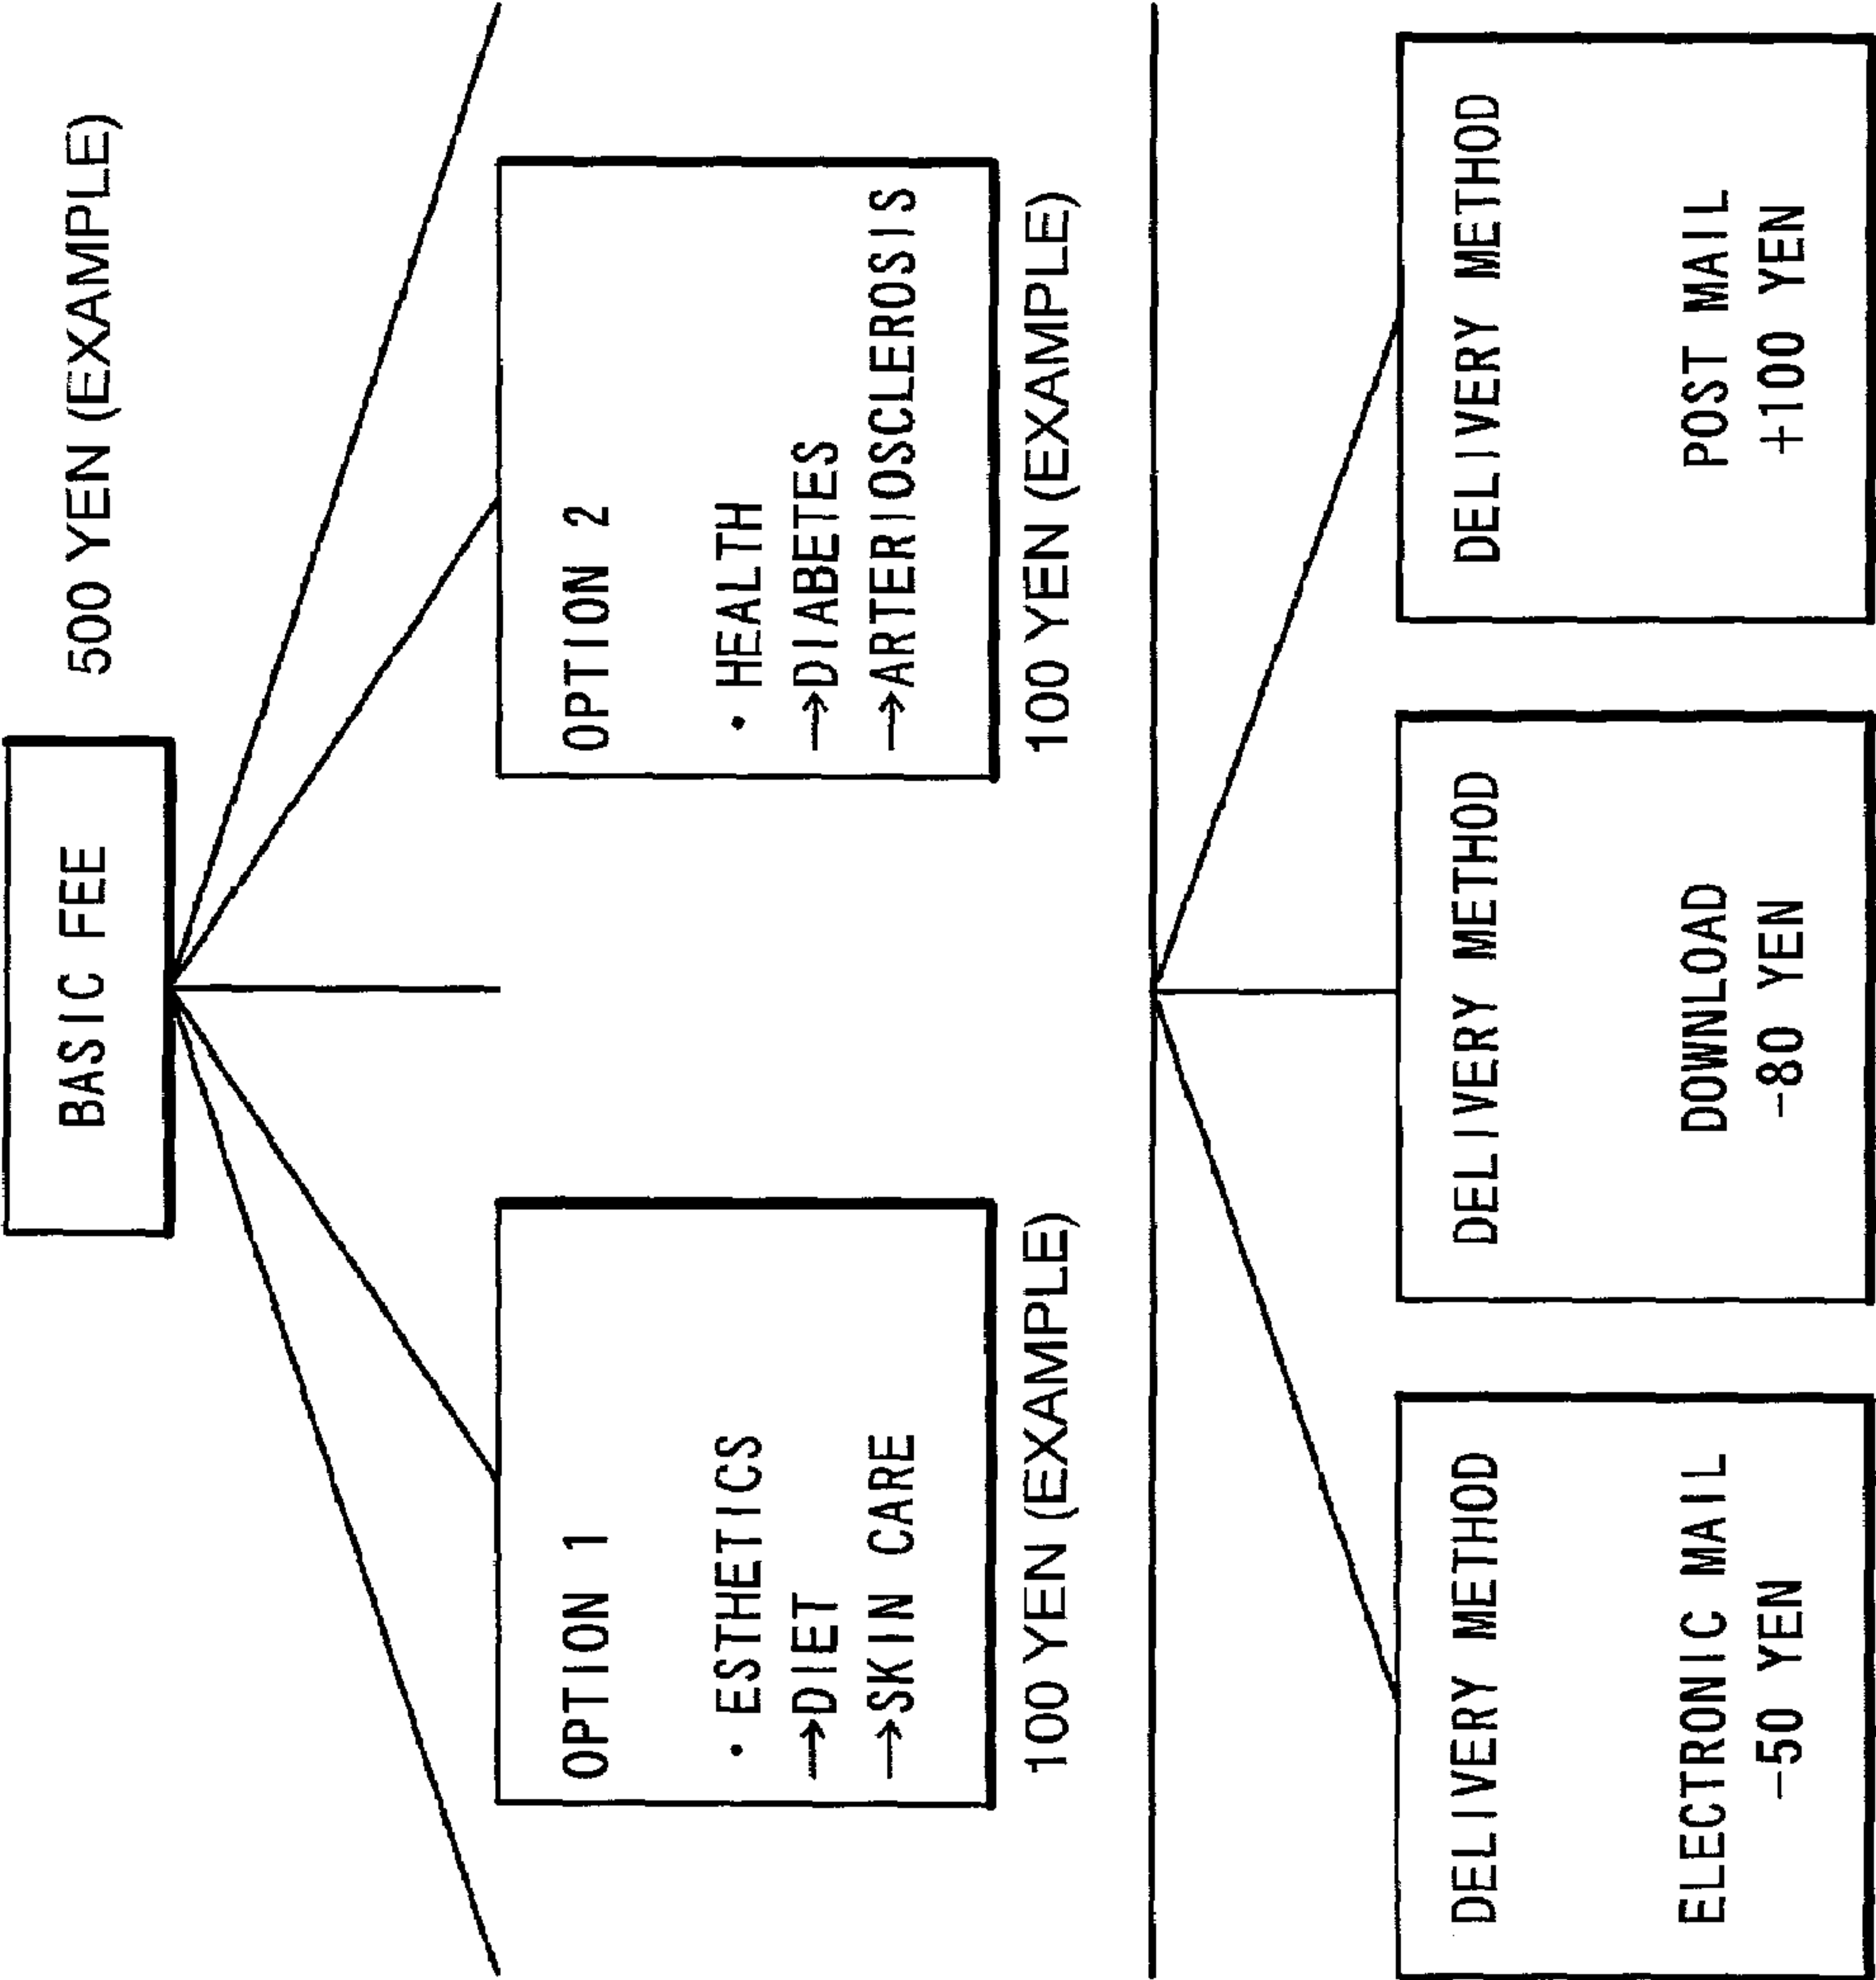 BASIC FEE
500 YEN (EXAMPLE)
OPTION 1
・ESTHETICS
→DIET
→SKIN CARE
100 YEN (EXAMPLE)
OPTION 2
・HEALTH
→DIABETES
→ARTERIOSCLEROSIS
100 YEN (EXAMPLE)
DELIVERY METHOD
ELECTRONIC MAIL
-50 YEN
DELIVERY METHOD
DOWNLOAD
-80 YEN
DELIVERY METHOD
POST MAIL
+100 YEN